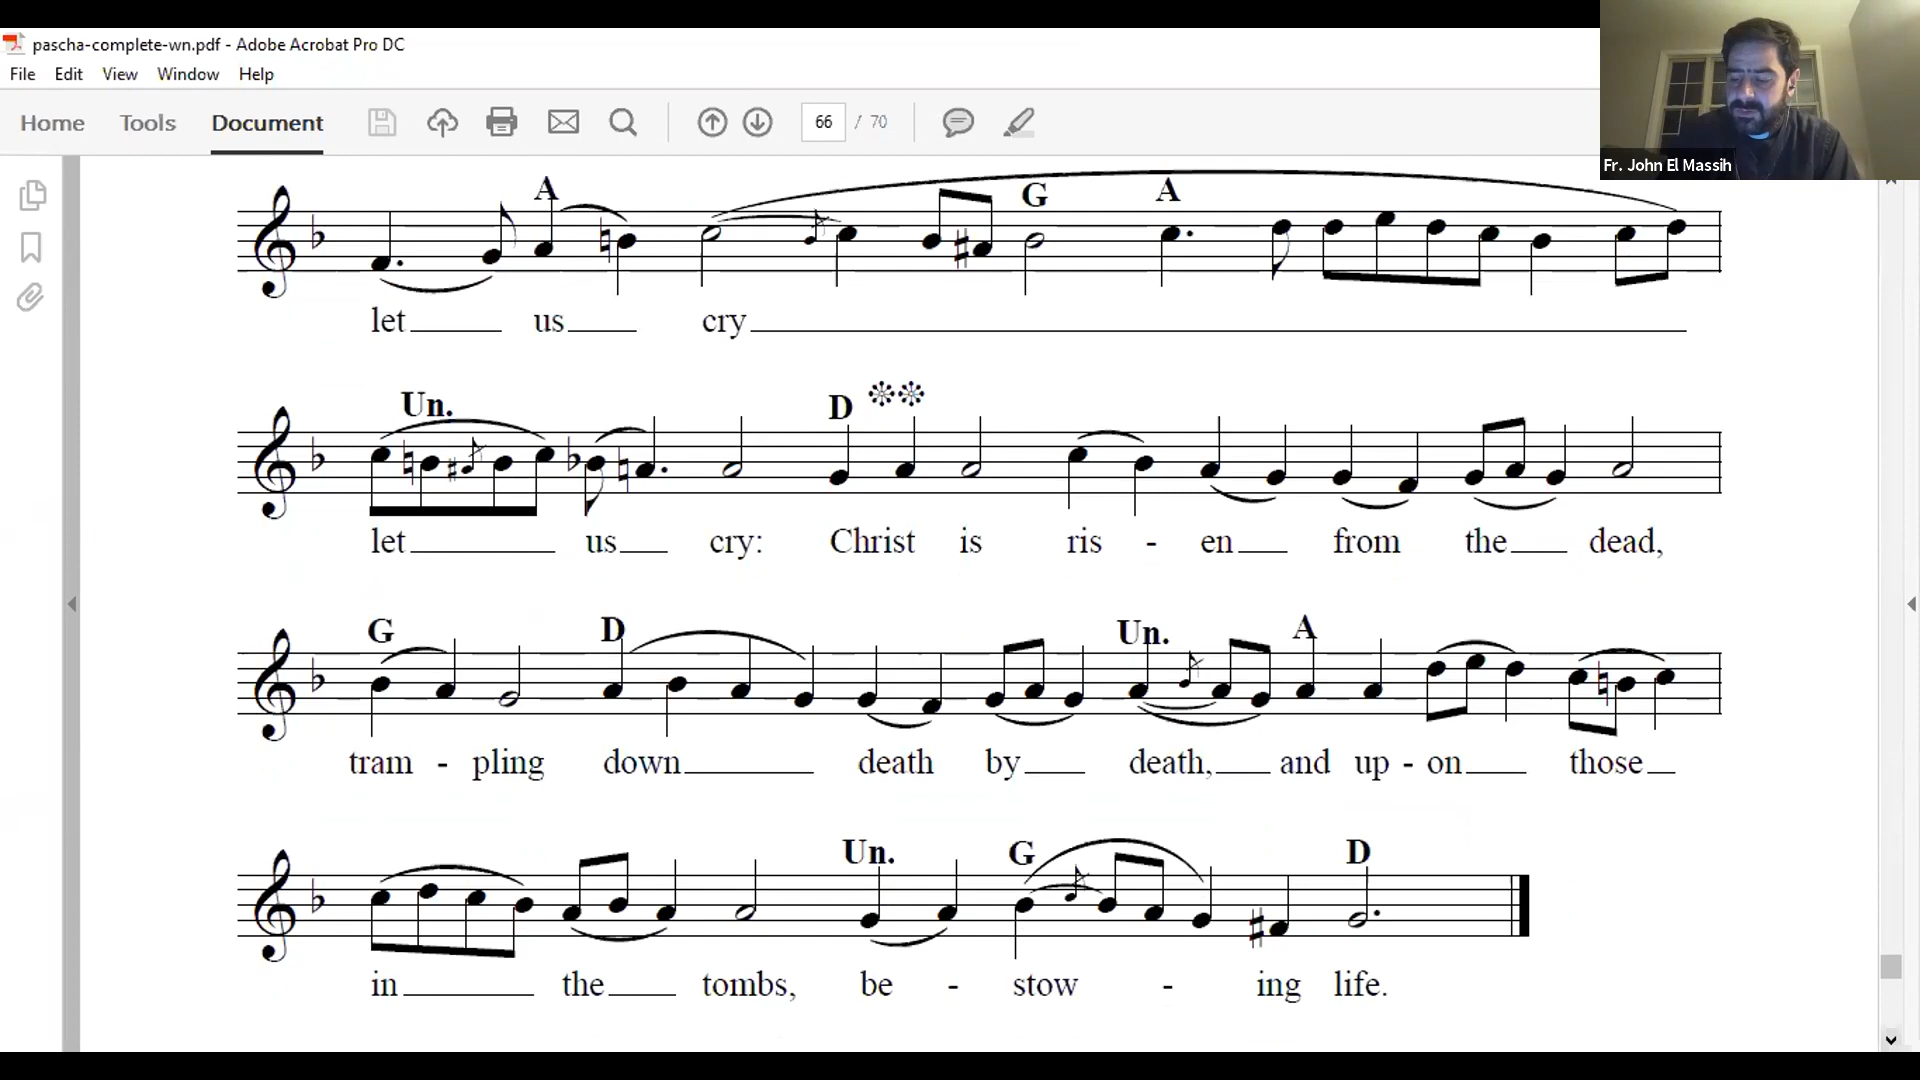 pascha-complete-wn.pdf - Adobe Acrobat Pro DC
File Edit View Window Help
Home Tools Document 66 / 70
Fr. John El Massih
A G A
let us cry
Un. D
let us cry: Christ is ris - en from the dead,
G D Un. A
tram - pling down death by death, and up - on those
Un. G D
in the tombs, be - stow - ing life.